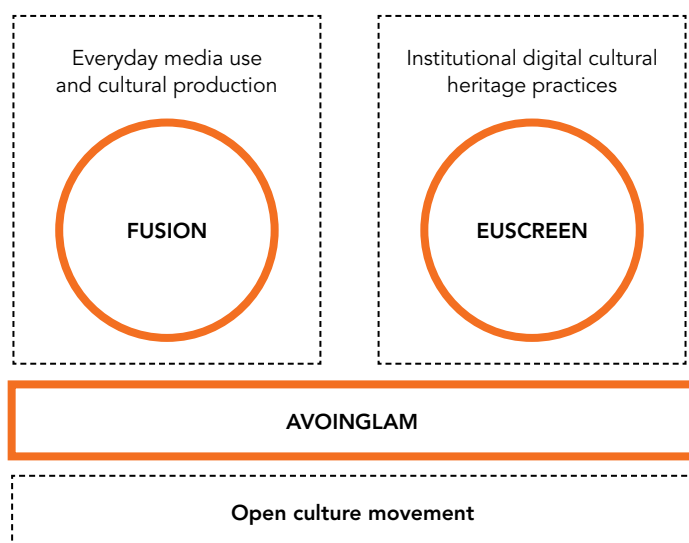 Everyday media use
and cultural production
FUSION
Institutional digital cultural
heritage practices
EUSCREEN
AVOINGLAM
Open culture movement